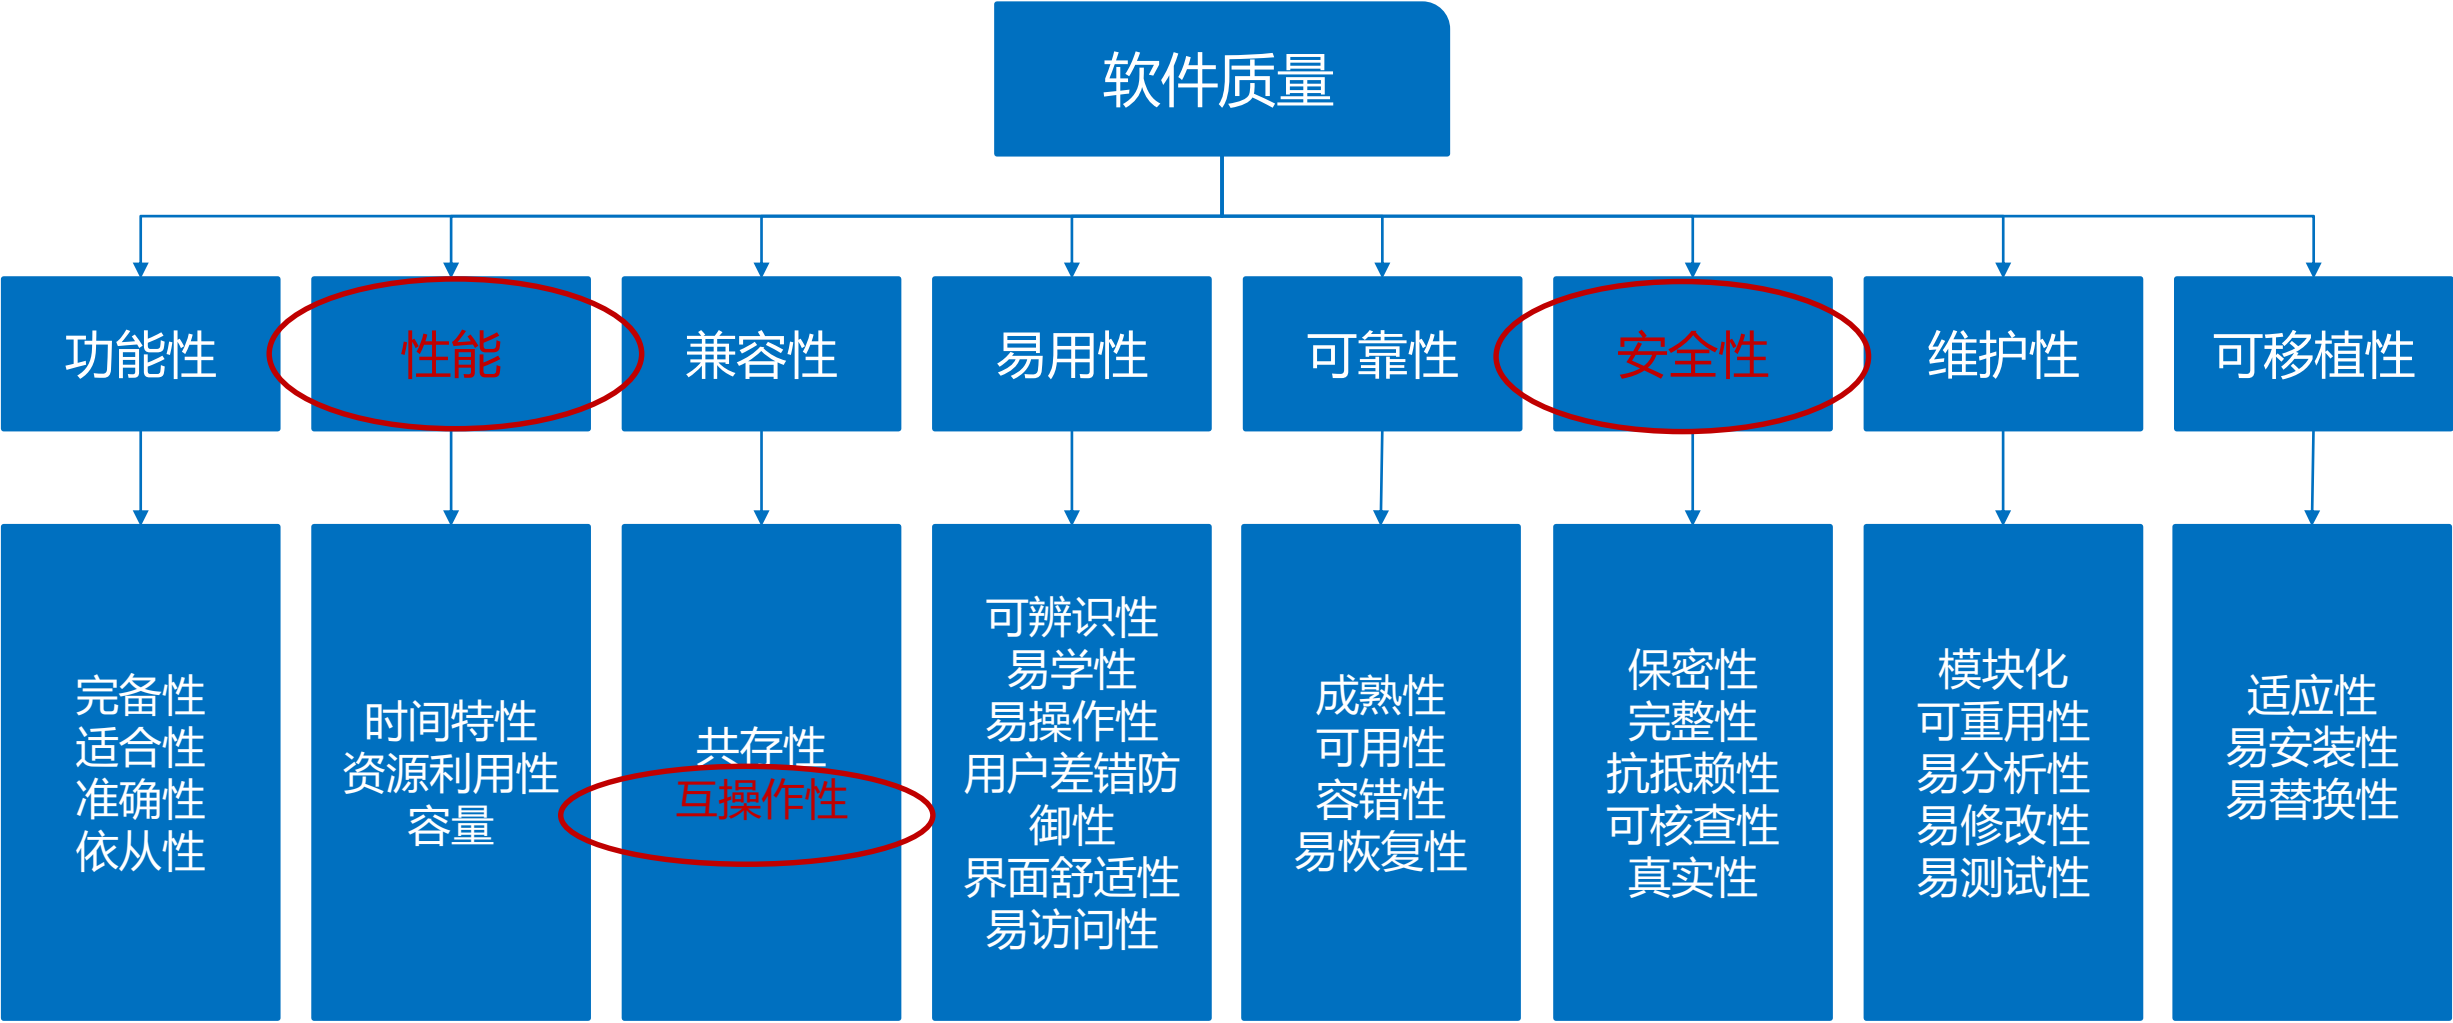 软件质量
功能性
性能
兼容性
易用性
可靠性
安全性
维护性
可移植性
完备性
适合性
准确性
依从性
时间特性
资源利用性
容量
共存性
互操作性
可辨识性
易学性
易操作性
用户差错防
御性
界面舒适性
易访问性
成熟性
可用性
容错性
易恢复性
保密性
完整性
抗抵赖性
可核查性
真实性
模块化
可重用性
易分析性
易修改性
易测试性
适应性
易安装性
易替换性